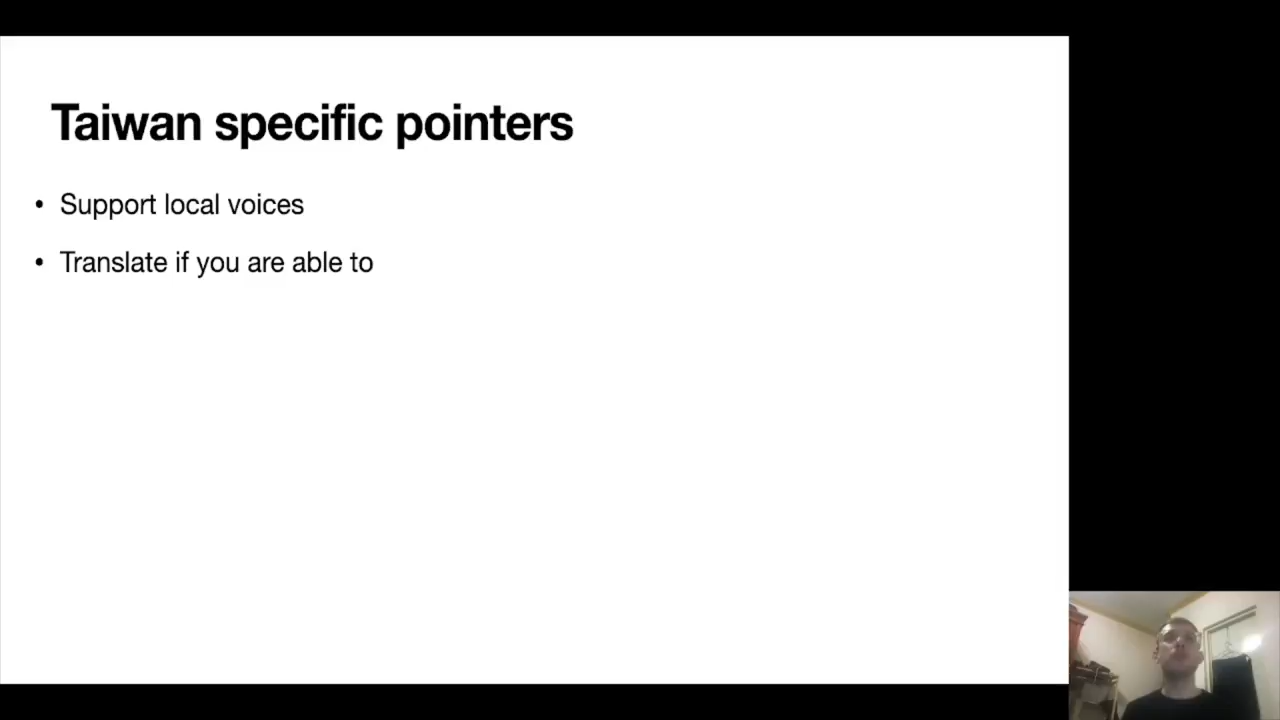 Taiwan specific pointers
• Support local voices
• Translate if you are able to